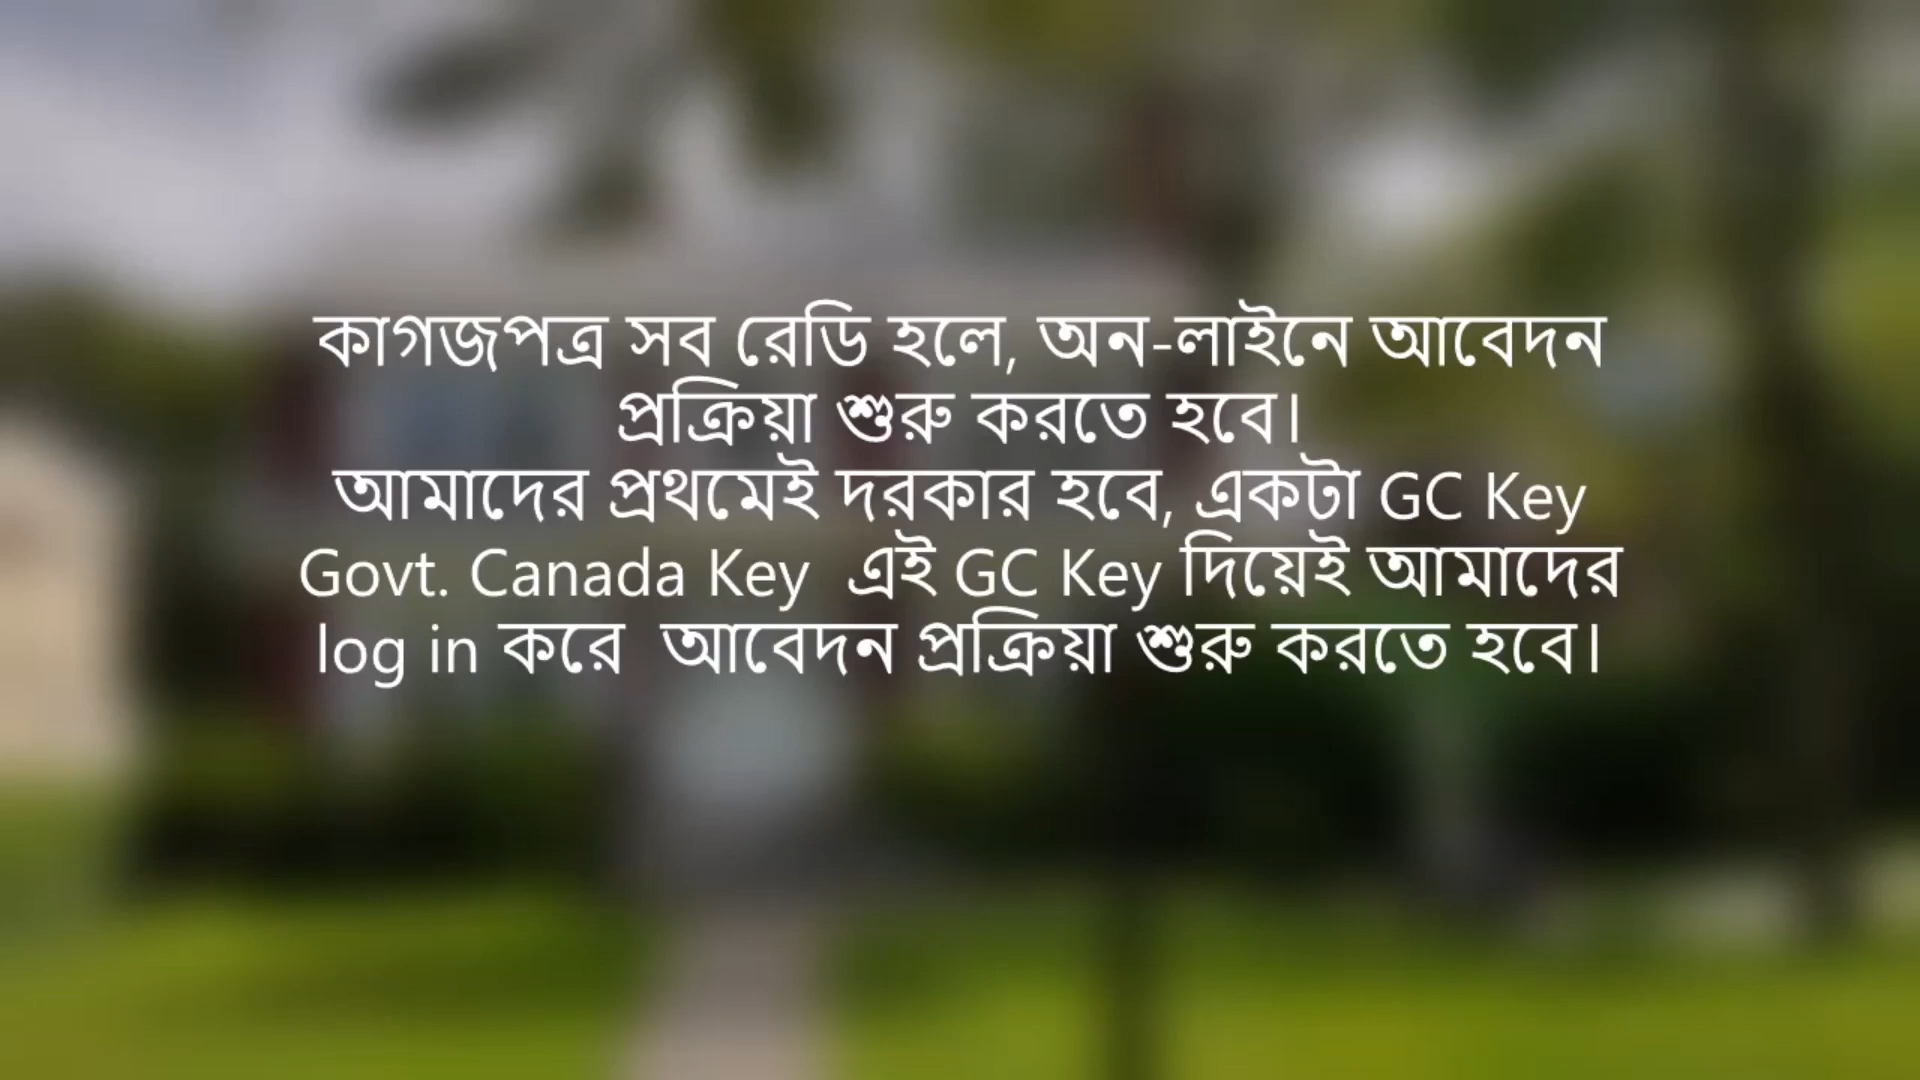 কাগজপত্র সব রেডি হলে, অন-লাইনে আবেদন
প্রক্রিয়া শুরু করতে হবে।
আমাদের প্রথমেই দরকার হবে, একটা GC Key
Govt. Canada Key  এই GC Key দিয়েই আমাদের
log in করে  আবেদন প্রক্রিয়া শুরু করতে হবে।